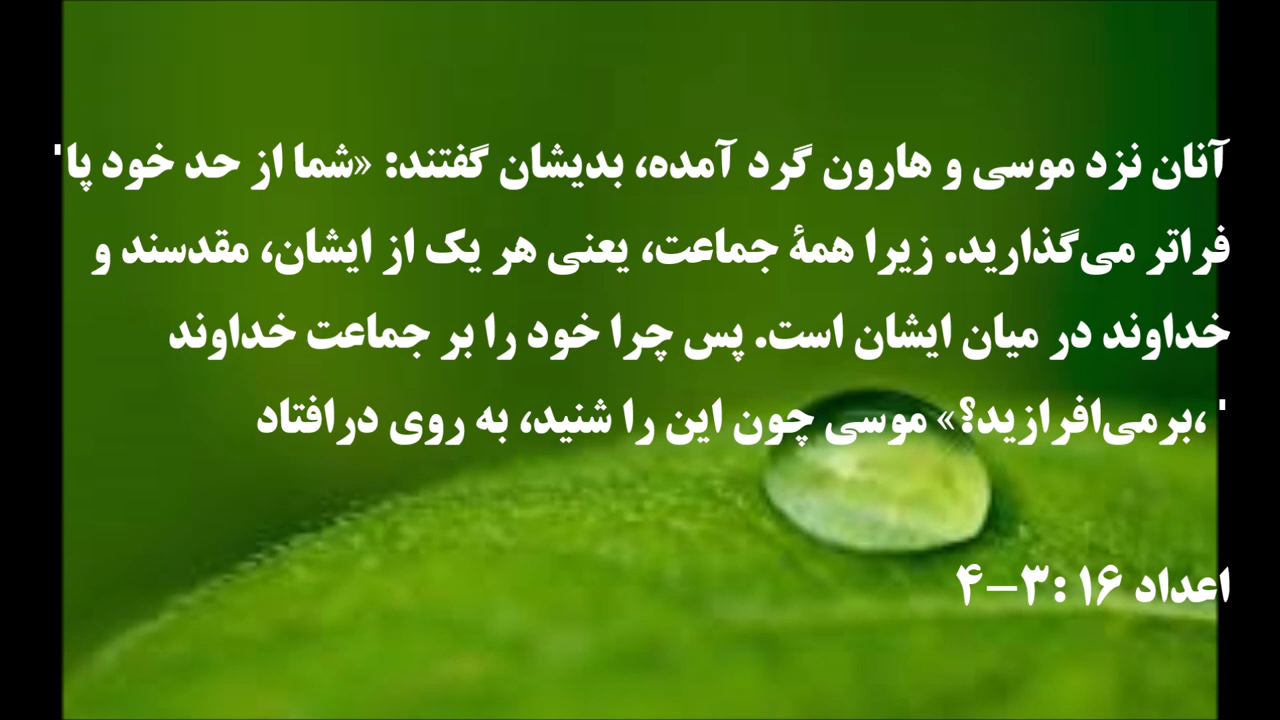 آنان نزد موسی و هارون گرد آمده، بدیشان گفتند: «شما از حد خود پا'
فراتر می‌گذارید. زیرا همهٔ جماعت، یعنی هر یک از ایشان، مقدسند و
خداوند در میان ایشان است. پس چرا خود را بر جماعت خداوند
' ،برمی‌افرازید؟» موسی چون این را شنید، به روی درافتاد
اعداد ۱۶ :۳-۴